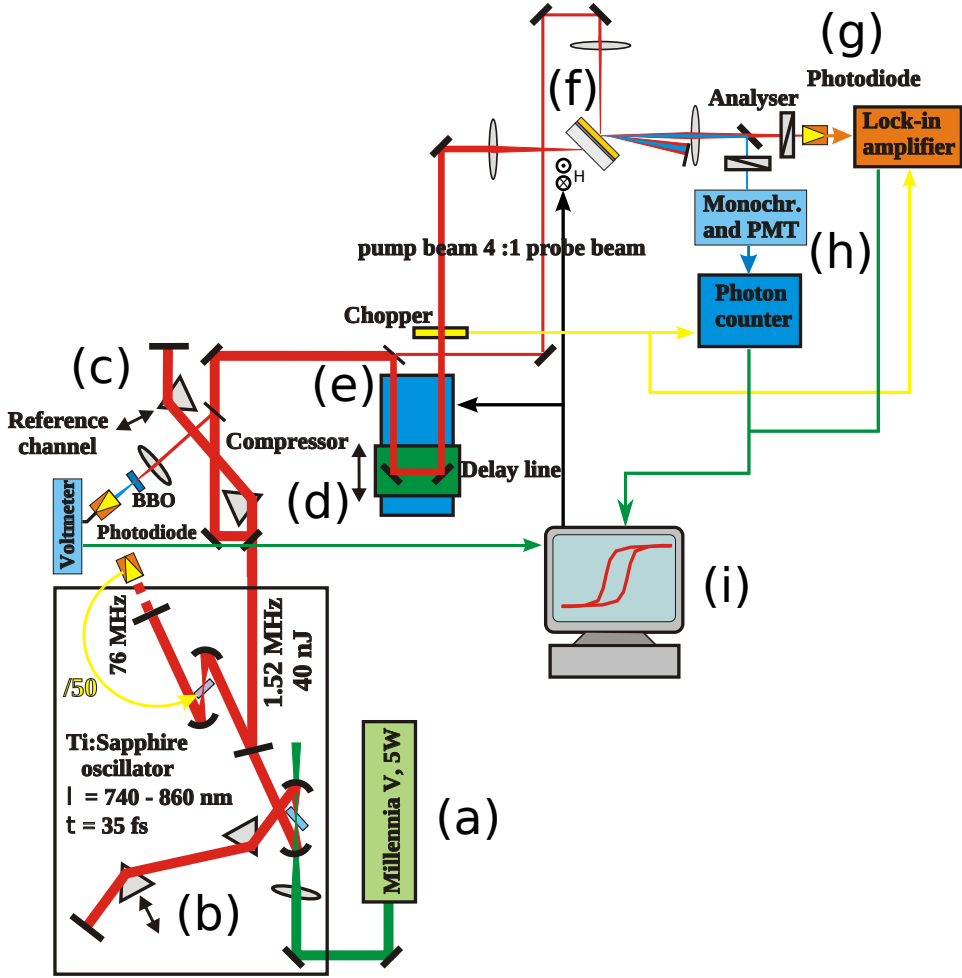 (g)
Photodiode
(f)
Analyser
Lock-in
amplifier
H
Monochr.
and PMT
(h)
pump beam 4 :1 probe beam
Photon
counter
Chopper
(c)
(e)
Reference
channel
Compressor
Delay line
(d)
BBO
Voltmeter
Photodiode
(i)
76 MHz
1.52 MHz
40 nJ
/50
Ti:Sapphire
oscillator
l = 740 - 860 nm
t = 35 fs
Millennia V, 5W
(a)
(b)